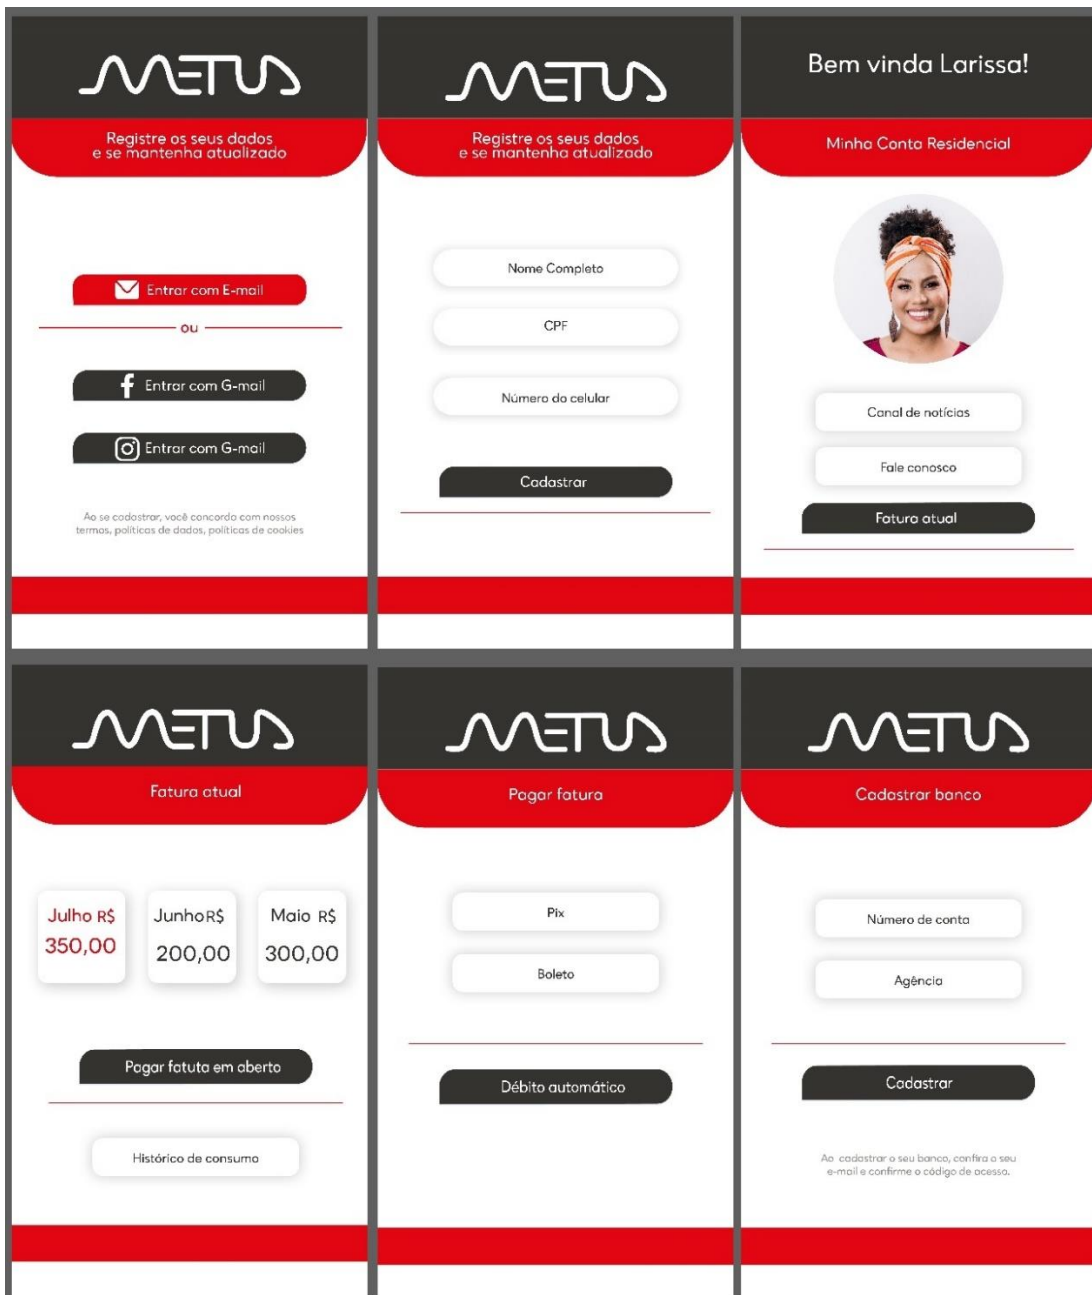 METUS
Registre os seus dados
e se mantenha atualizado
Entrar com E-mail
ou
Entrar com G-mail
Entrar com G-mail
Ao se cadastrar, você concorda com nossos
termos, políticas de dados, políticas de cookies
METUS
Registre os seus dados
e se mantenha atualizado
Nome Completo
CPF
Número do celular
Cadastrar
Bem vinda Larissa!
Minha Conta Residencial
Canal de notícias
Fale conosco
Fatura atual
METUS
Fatura atual
Julho R$
350,00
Junho R$
200,00
Maio R$
300,00
Pagar fatuta em aberto
Histórico de consumo
METUS
Pagar fatura
Pix
Boleto
Débito automático
METUS
Cadastrar banco
Número de conta
Agência
Cadastrar
Ao cadastrar o seu banco, confira o seu
e-mail e confirme o código de acesso.